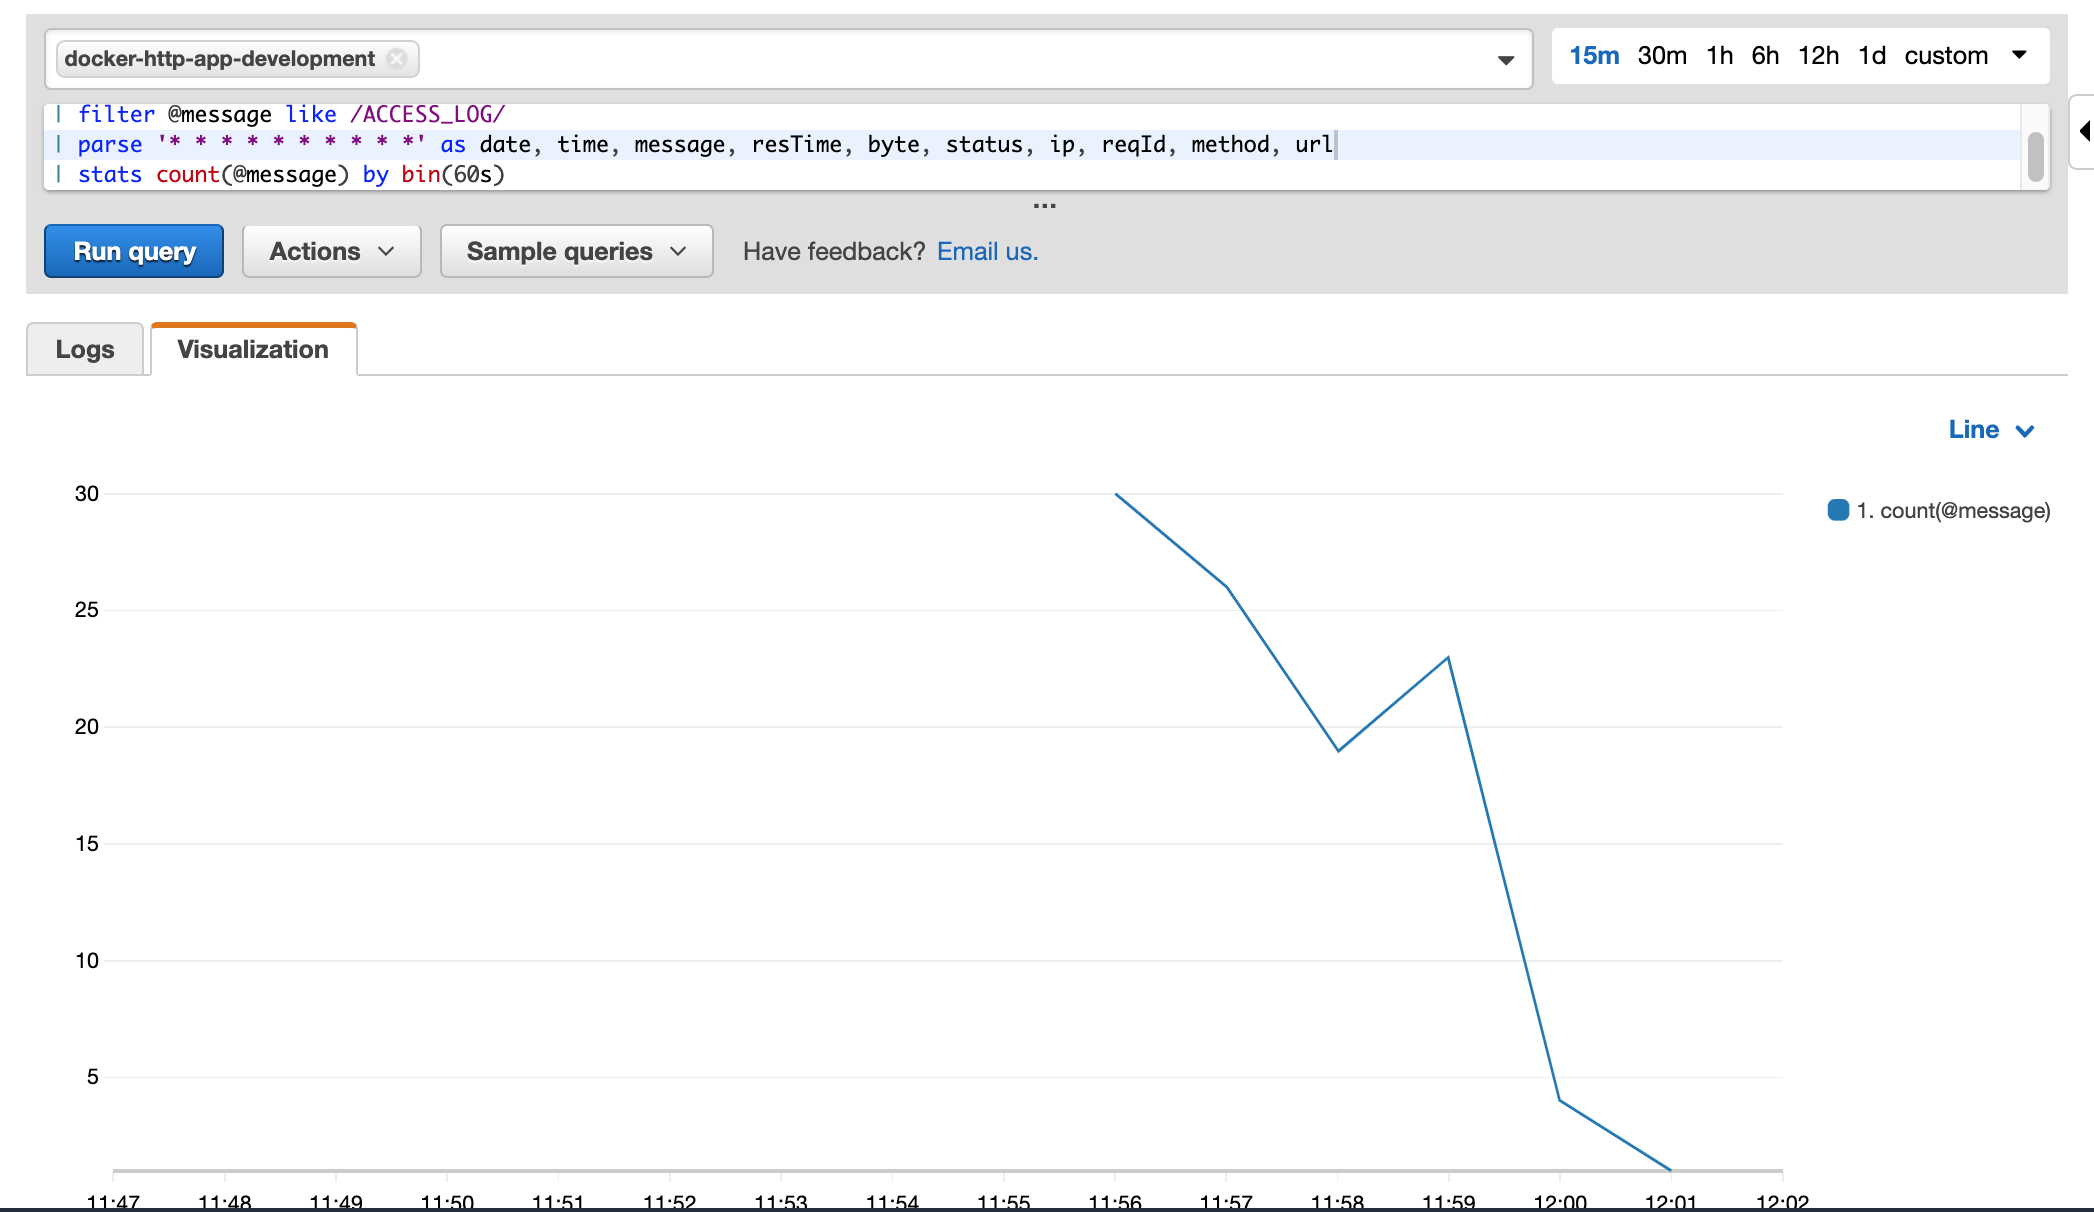 docker-http-app-development
15m 30m 1h 6h 12h 1d custom
| filter @message like /ACCESS_LOG/
| parse '* * * * * * * * * *' as date, time, message, resTime, byte, status, ip, reqId, method, url
| stats count(@message) by bin(60s)
...
Run query Actions Sample queries Have feedback? Email us.
Logs Visualization
Line
1. count(@message)
30
25
20
15
10
5
11:47 11:48 11:49 11:50 11:51 11:52 11:53 11:54 11:55 11:56 11:57 11:58 11:59 12:00 12:01 12:02